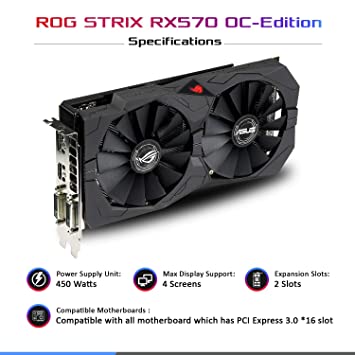 ROG STRIX RX570 OC-Edition
Specifications
ASUS
Power Supply Unit:
450 Watts
Max Display Support:
4 Screens
Expansion Slots:
2 Slots
Compatible Motherboards :
Compatible with all motherboard which has PCI Express 3.0 *16 slot